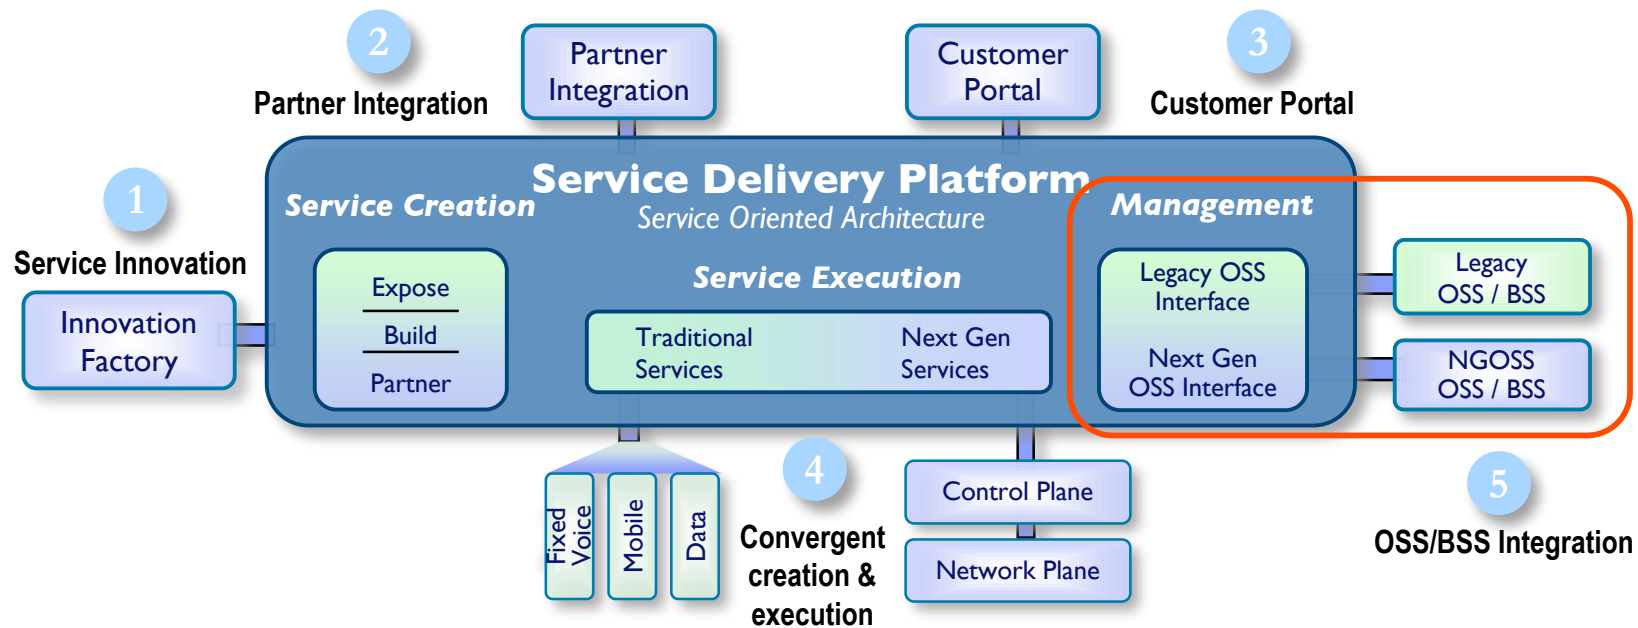 2
Partner Integration
Partner
Integration
Customer
Portal
3
Customer Portal
1
Service Innovation
Innovation
Factory
Service Delivery Platform
Service Oriented Architecture
Service Creation
Expose
Build
Partner
Service Execution
Traditional
Services
Next Gen
Services
Management
Legacy OSS
Interface
Next Gen
OSS Interface
Legacy
OSS / BSS
NGOSS
OSS / BSS
Fixed
Voice
Mobile
Data
4
Convergent
creation &
execution
Control Plane
Network Plane
5
OSS/BSS Integration